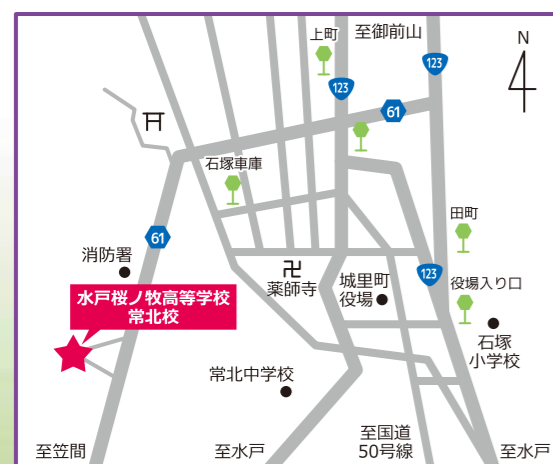 上町
至御前山
N
123
123
61
石塚車庫
田町
61
消防署
卍
薬師寺
城里町
役場
123
役場入り口
水戸桜ノ牧高等学校
常北校
石塚
小学校
常北中学校
至笠間
至水戸
至国道
50号線
至水戸